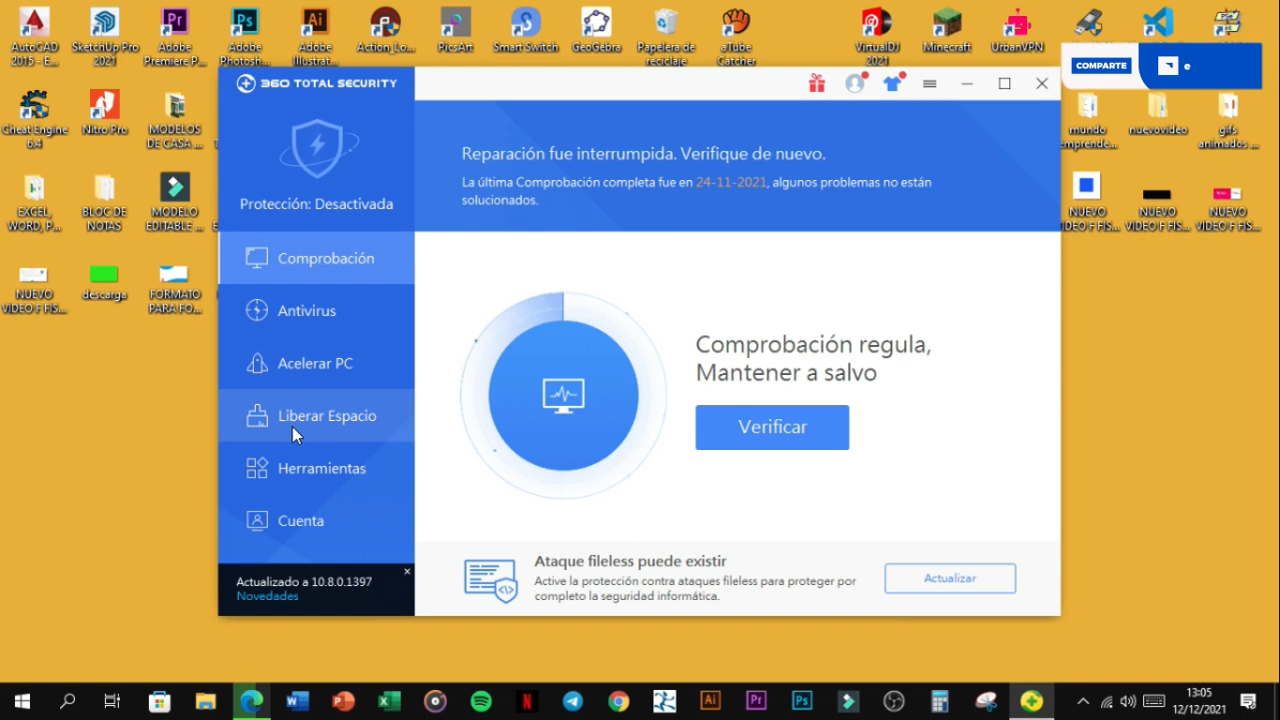 AutoCAD
2015 - E...
SketchUp Pro
2021
Adobe
Premiere P...
Adobe
Photosh...
Adobe
Illustrat...
Action_Lo...
PicsArt
Smart Switch
GeoGebra
Papelera de
reciclaje
aTube
Catcher
VirtualDJ
2021
Minecraft
UrbanVPN
COMPARTE
e
Cheat Engine
6.4
Nitro Pro
MODELOS
DE CASA ...
mundo
emprende...
nuevovideo
gifs
animados ...
EXCEL,
WORD, P...
BLOC DE
NOTAS
MODELO
EDITABLE ...
NUEVO
VIDEO F FÍS...
NUEVO
VIDEO F FÍS...
NUEVO
VIDEO F FÍS...
NUEVO
VIDEO F FÍS...
descarga
FORMATO
PARA FO...
360 TOTAL SECURITY
Protección: Desactivada
Comprobación
Antivirus
Acelerar PC
Liberar Espacio
Herramientas
Cuenta
Actualizado a 10.8.0.1397
×
Novedades
Reparación fue interrumpida. Verifique de nuevo.
La última Comprobación completa fue en 24-11-2021, algunos problemas no están
solucionados.
Comprobación regula,
Mantener a salvo
Verificar
Ataque fileless puede existir
Active la protección contra ataques fileless para proteger por
completo la seguridad informática.
Actualizar
13:05
12/12/2021